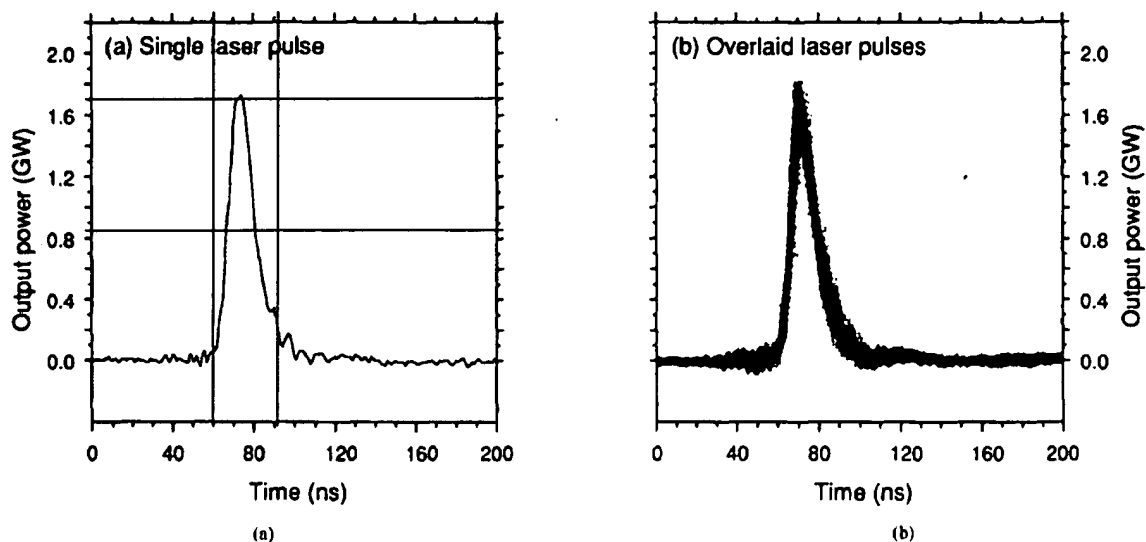 (a) Single laser pulse
2.0
1.6
1.2
0.8
0.4
0.0
Output power (GW)
0 40 80 120 160 200
Time (ns)
(a)
(b) Overlaid laser pulses
2.0
1.6
1.2
0.8
0.4
0.0
Output power (GW)
0 40 80 120 160 200
Time (ns)
(b)